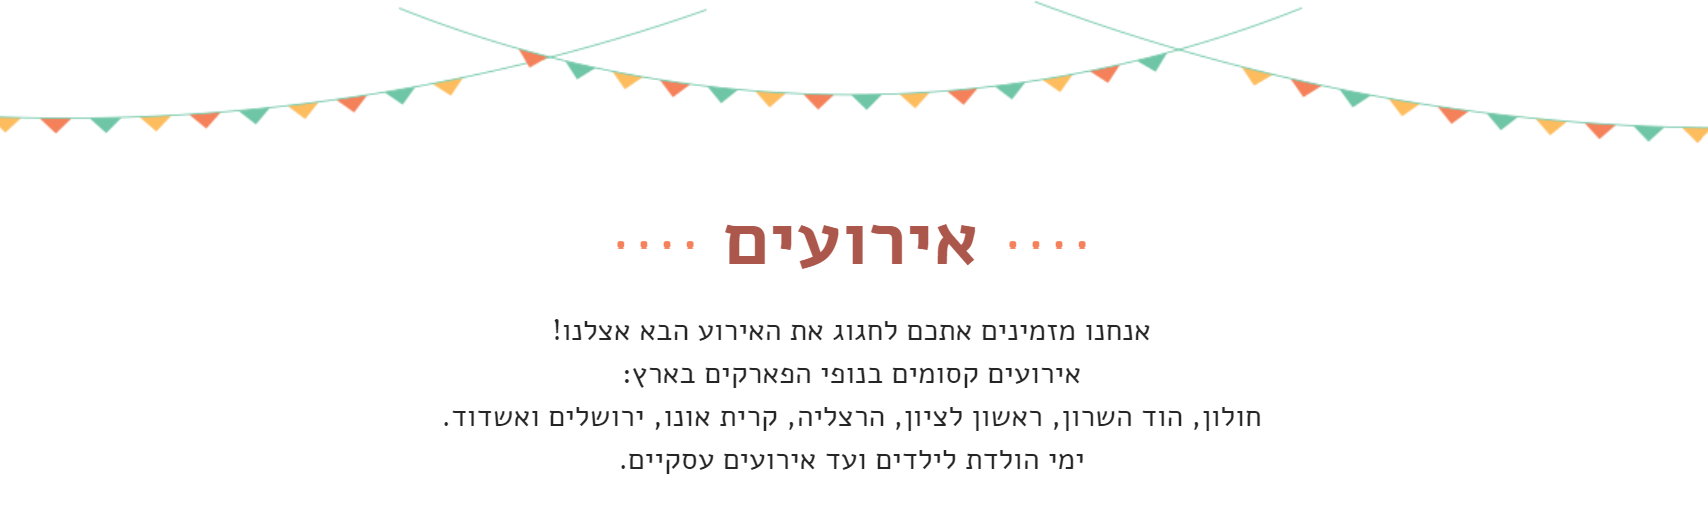 אירועים
אנחנו מזמינים אתכם לחגוג את האירוע הבא אצלנו!
אירועים קסומים בנופי הפארקים בארץ:
חולון, הוד השרון, ראשון לציון, הרצליה, קרית אונו, ירושלים ואשדוד.
ימי הולדת לילדים ועד אירועים עסקיים.